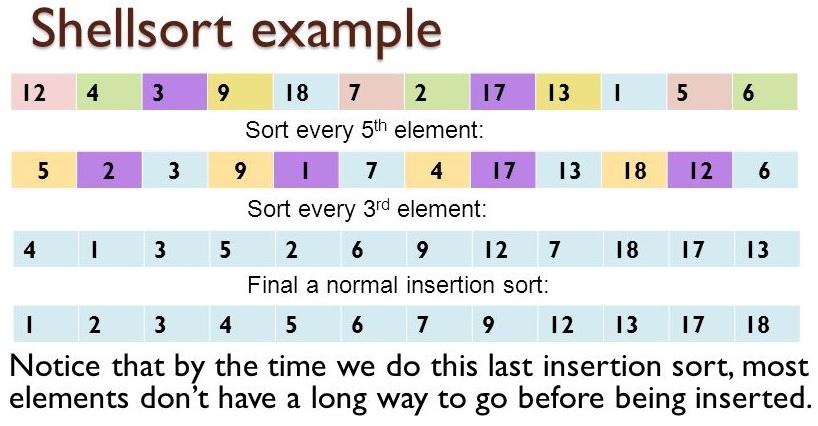 Shellsort example
12 4 3 9 18 7 2 17 13 1 5 6
Sort every 5th element:
5 2 3 9 1 7 4 17 13 18 12 6
Sort every 3rd element:
4 1 3 5 2 6 9 12 7 18 17 13
Final a normal insertion sort:
1 2 3 4 5 6 7 9 12 13 17 18
Notice that by the time we do this last insertion sort, most
elements don't have a long way to go before being inserted.